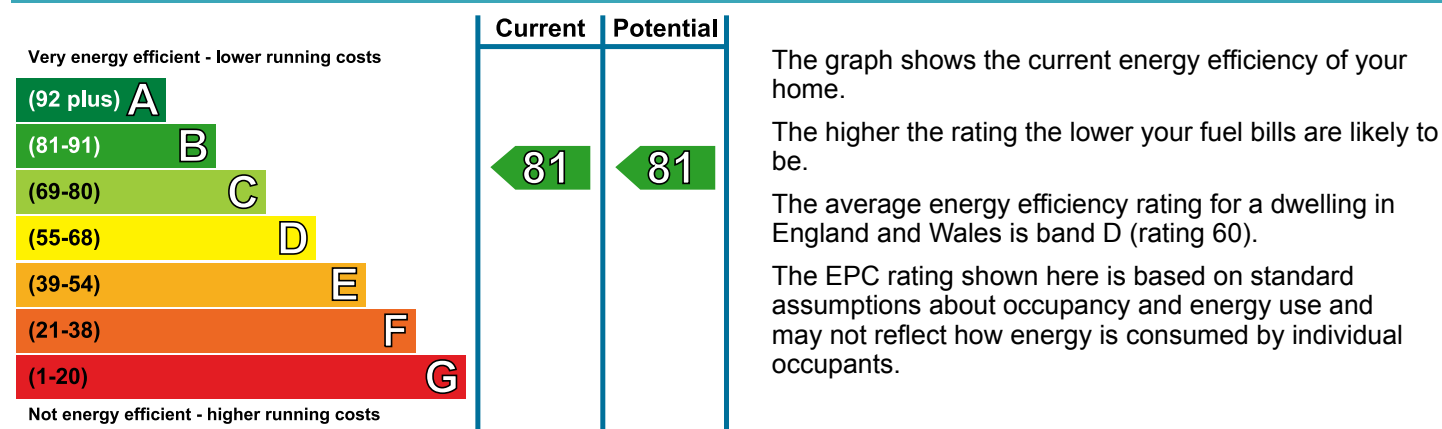 Current Potential
Very energy efficient - lower running costs
(92 plus) A
(81-91) B
(69-80) C
(55-68) D
(39-54) E
(21-38) F
(1-20) G
Not energy efficient - higher running costs
81 81
The graph shows the current energy efficiency of your
home.
The higher the rating the lower your fuel bills are likely to
be.
The average energy efficiency rating for a dwelling in
England and Wales is band D (rating 60).
The EPC rating shown here is based on standard
assumptions about occupancy and energy use and
may not reflect how energy is consumed by individual
occupants.